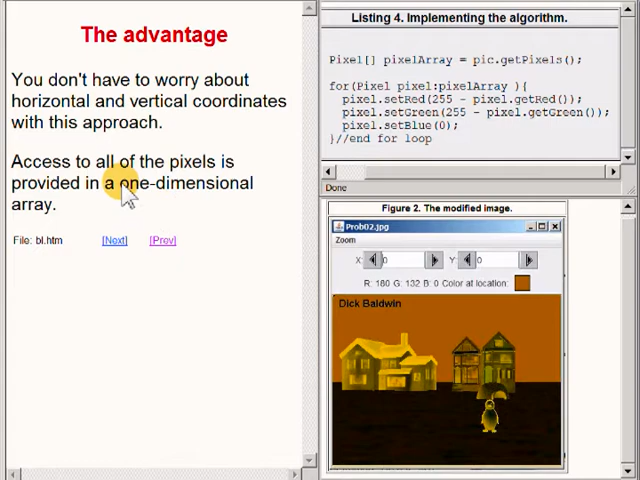 The advantage
You don't have to worry about
horizontal and vertical coordinates
with this approach.
Access to all of the pixels is
provided in a one-dimensional
array.
File: bl.htm [Next] [Prev]
Listing 4. Implementing the algorithm.
Pixel[] pixelArray = pic.getPixels();
for(Pixel pixel:pixelArray ){
pixel.setRed(255 - pixel.getRed());
pixel.setGreen(255 - pixel.getGreen());
pixel.setBlue(0);
}//end for loop
Done
Figure 2. The modified image.
Prob02.jpg
Zoom
X: 0 Y: 0
R: 180 G: 132 B: 0 Color at location:
Dick Baldwin